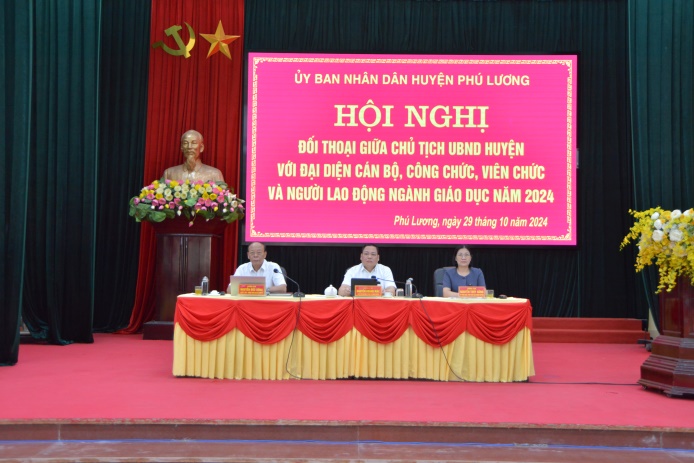 ỦY BAN NHÂN DÂN HUYỆN PHÚ LƯƠNG
HỘI NGHỊ
ĐỐI THOẠI GIỮA CHỦ TỊCH UBND HUYỆN
VỚI ĐẠI DIỆN CÁN BỘ, CÔNG CHỨC, VIÊN CHỨC
VÀ NGƯỜI LAO ĐỘNG NGÀNH GIÁO DỤC NĂM 2024
Phú Lương, ngày 29 tháng 10 năm 2024